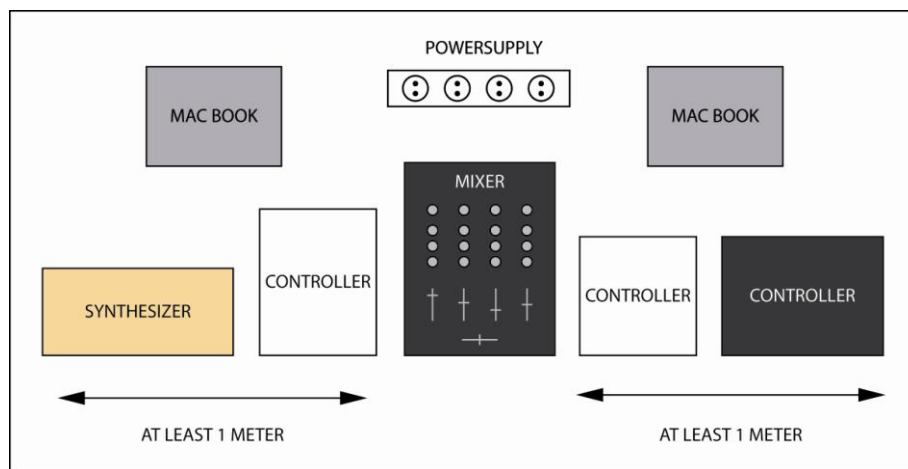 POWERSUPPLY
MAC BOOK
MAC BOOK
MIXER
SYNTHESIZER
CONTROLLER
CONTROLLER
CONTROLLER
AT LEAST 1 METER
AT LEAST 1 METER